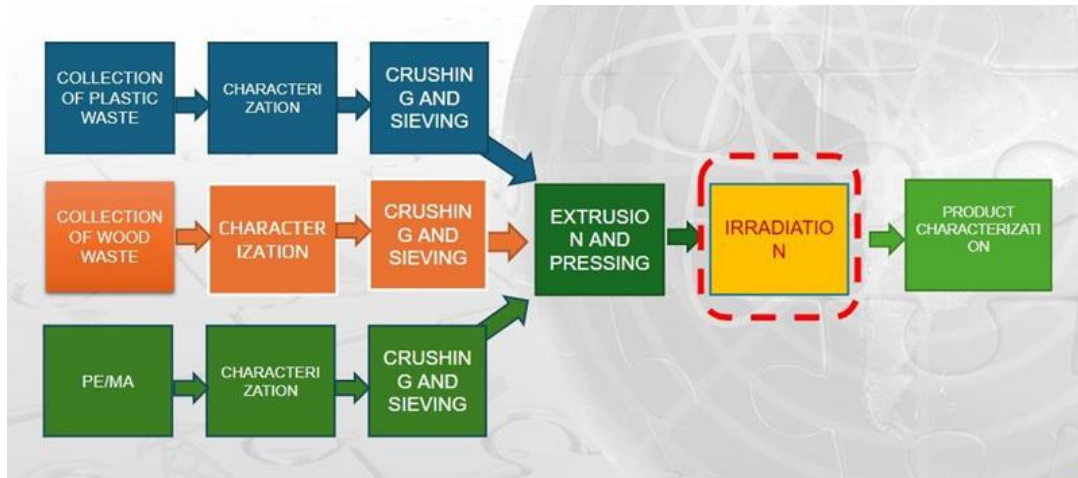 COLLECTION
OF PLASTIC
WASTE
CHARACTERI
ZATION
CRUSHIN
G AND
SIEVING
COLLECTION
OF WOOD
WASTE
CHARACTER
IZATION
CRUSHIN
G AND
SIEVING
PE/MA
CHARACTERI
ZATION
CRUSHIN
G AND
SIEVING
EXTRUSIO
N AND
PRESSING
IRRADIATIO
N
PRODUCT
CHARACTERIZATI
ON